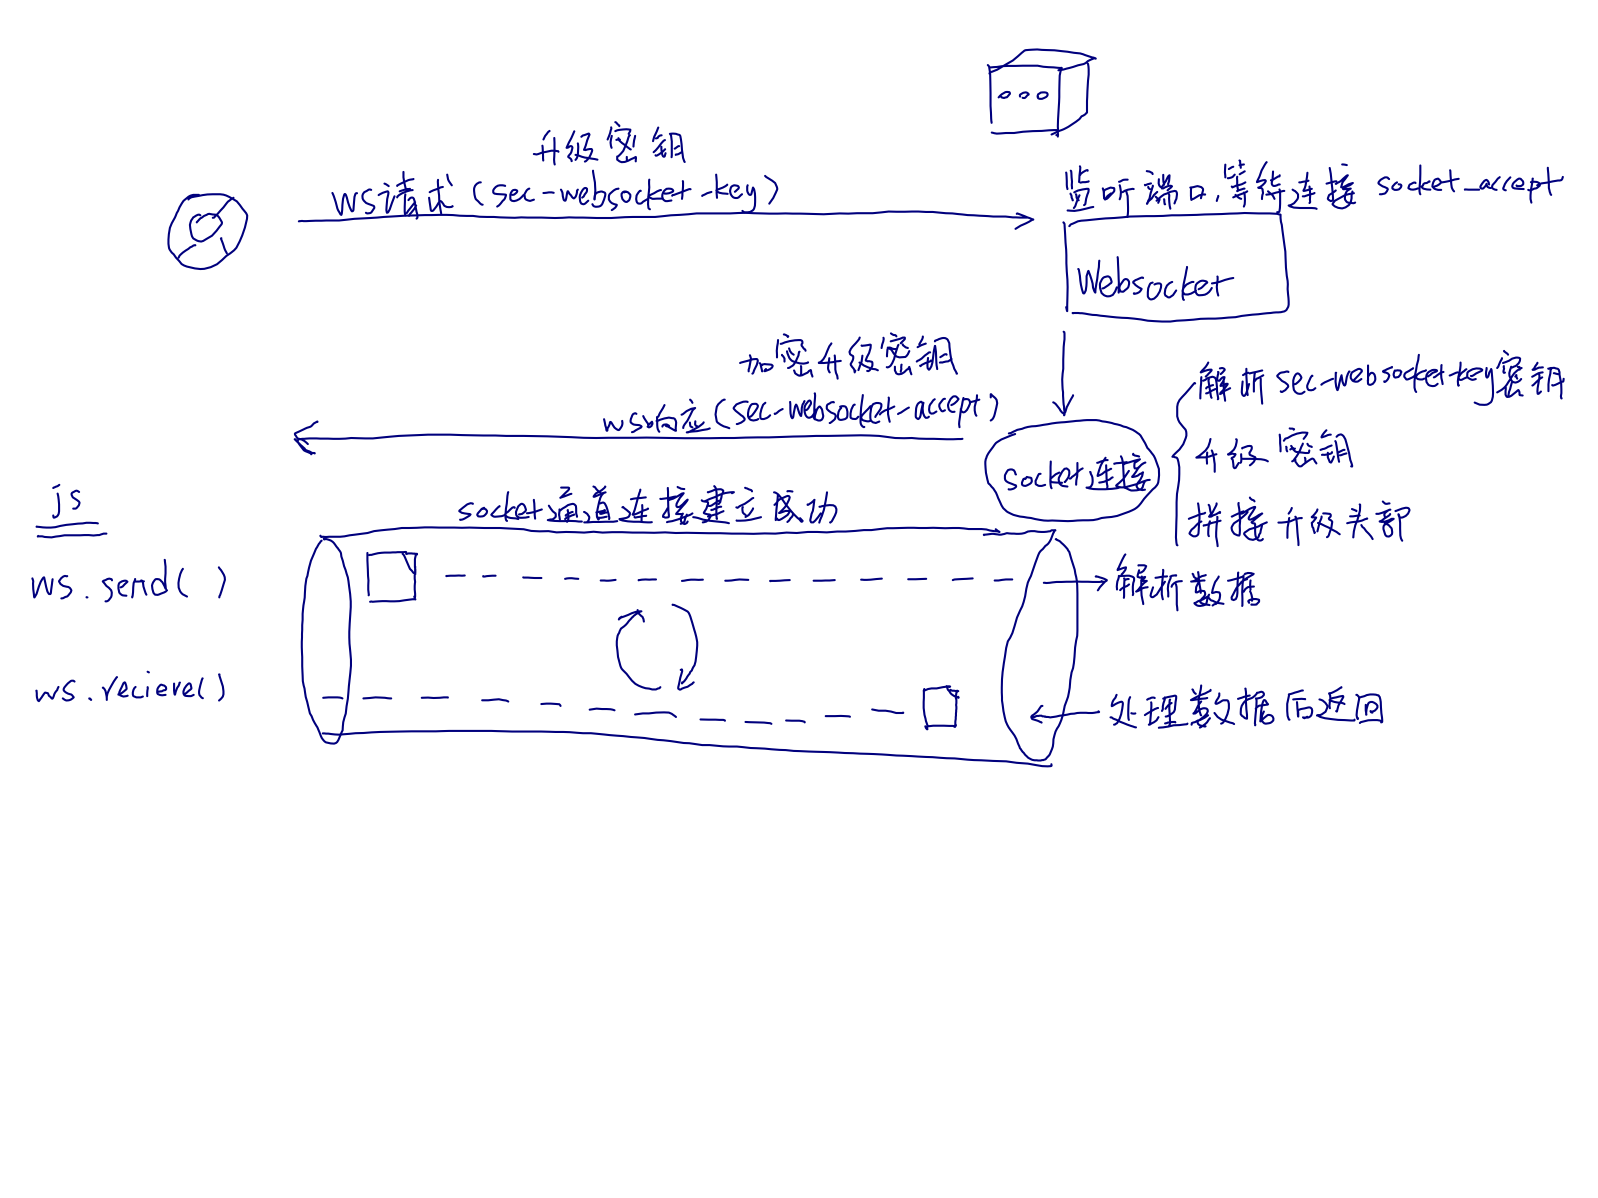 升级密钥
ws请求(sec-websocket-key)
监听端口,等待连接 socket_accept
Websocket
加密升级密钥
ws响应(sec-websocket-accept)
socket连接
解析sec-websocket-key密钥
升级密钥
拼接升级头部
js
socket通道连接建立成功
ws.send( )
解析数据
ws.recieve()
处理数据后返回